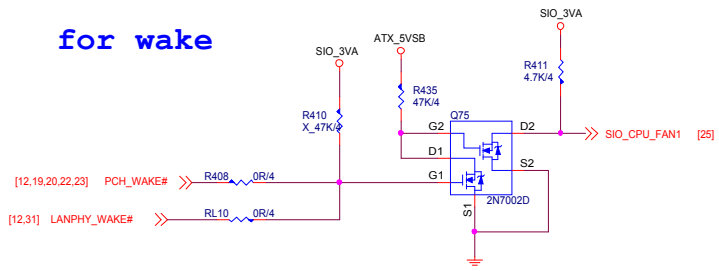 for wake
SIO_3VA
ATX_5VSB
SIO_3VA
R410
X_47K/4
R435
47K/4
R411
4.7K/4
Q75
G2
D2
SIO_CPU_FAN1 [25]
D1
S2
G1
[12,19,20,22,23] PCH_WAKE#
R408 0R/4
2N7002D
S1
[12,31] LANPHY_WAKE#
RL10 0R/4